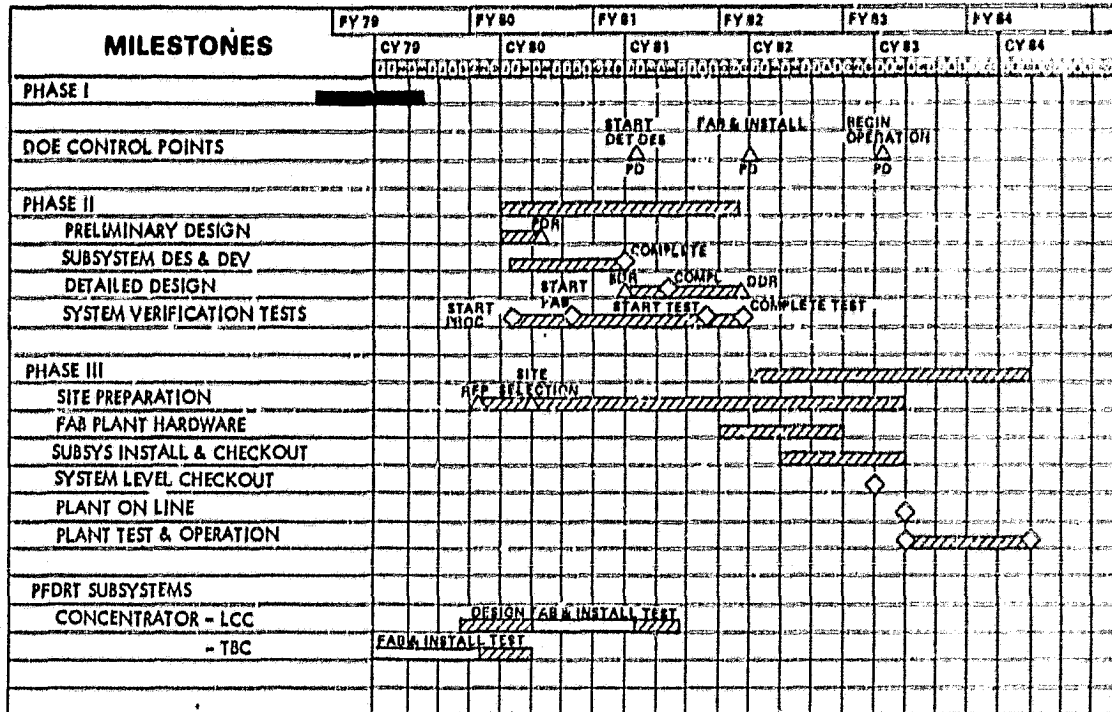 FY 79 FY 80 FY 81 FY 82 FY 83 FY 84
MILESTONES
CY 79 CY 80 CY 81 CY 82 CY 83 CY 84
PHASE I
START DET DES
FAB & INSTALL
BEGIN OPERATION
DOE CONTROL POINTS
PD PD PD
PHASE II
PRELIMINARY DESIGN
PDR
SUBSYSTEM DES & DEV
COMPLETE
DETAILED DESIGN
COMPL
DDR
SYSTEM VERIFICATION TESTS
START PROC
START FAB
START TEST
COMPLETE TEST
PHASE III
SITE PREPARATION
RFP
SITE SELECTION
FAB PLANT HARDWARE
SUBSYS INSTALL & CHECKOUT
SYSTEM LEVEL CHECKOUT
PLANT ON LINE
PLANT TEST & OPERATION
PFDRT SUBSYSTEMS
CONCENTRATOR - LCC
DESIGN FAB & INSTALL TEST
- TBC
FAB & INSTALL TEST